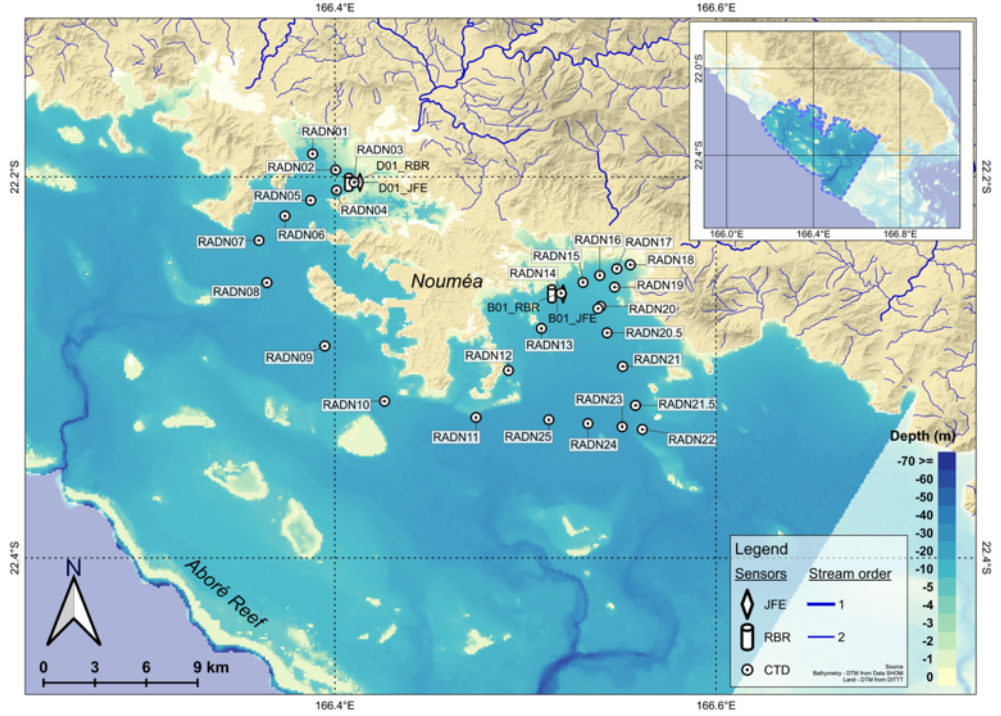 166.4°E
166.6°E
22.2°S
22.2°S
22.4°S
22.4°S
166.4°E
166.6°E
RADN01
RADN02
RADN03
D01_RBR
D01_JFE
RADN05
RADN04
RADN06
RADN07
RADN08
RADN09
RADN10
Nouméa
RADN16
RADN17
RADN15
RADN18
RADN14
RADN19
B01_RBR
B01_JFE
RADN20
RADN13
RADN20.5
RADN12
RADN21
RADN23
RADN21.5
RADN11
RADN25
RADN24
RADN22
Aboré Reef
N
0 3 6 9 km
22.0°S
22.4°S
166.0°E
166.4°E
166.8°E
Depth (m)
-70 >=
-60
-50
-40
-30
-20
-10
-5
-4
-3
-2
-1
0
Legend
Sensors Stream order
JFE 1
RBR 2
CTD
Source
Bathymetry - DTM from Data SHOM
Land - DTM from DITTT